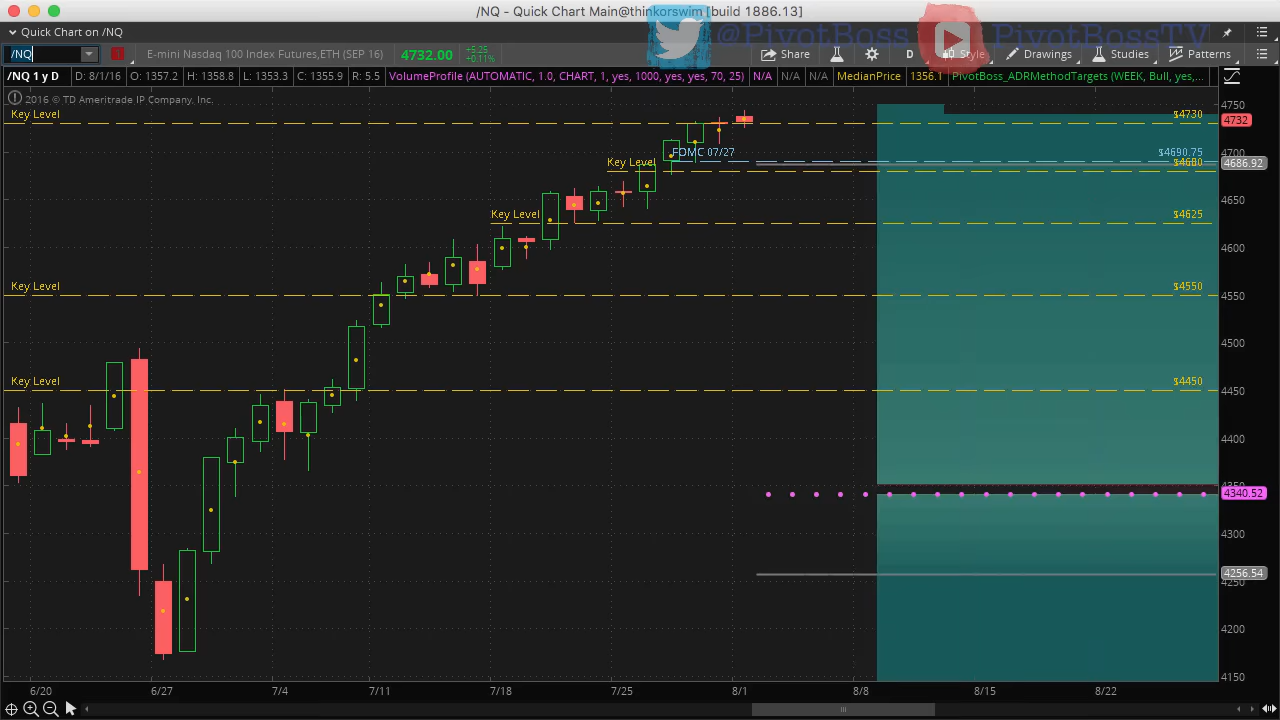 /NQ - Quick Chart Main@thinkorswim [build 1886.13]
Quick Chart on /NQ
@PivotBoss PivotBossTV
/NQ 1 E-mini Nasdaq 100 Index Futures,ETH (SEP 16) 4732.00 +5.25 +0.11% Share D Style Drawings Studies Patterns
/NQ 1 y D D: 8/1/16 O: 1357.2 H: 1358.8 L: 1353.3 C: 1355.9 R: 5.5 VolumeProfile (AUTOMATIC, 1.0, CHART, 1, yes, 1000, yes, yes, 70, 25) N/A N/A N/A MedianPrice 1356.1 PivotBoss_ADRMethodTargets (WEEK, Bull, yes,...
2016 © TD Ameritrade IP Company, Inc.
4750
Key Level $4730
4732
4700
FOMC 07/27 $4690.75
Key Level $4680
4686.92
4650
Key Level $4625
4600
Key Level $4550
4550
4500
4450
Key Level $4450
4400
4350
4340.52
4300
4256.54
4250
4200
4150
6/20 6/27 7/4 7/11 7/18 7/25 8/1 8/8 8/15 8/22